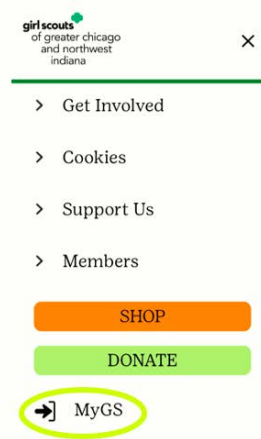 girl scouts
of greater chicago
and northwest
indiana
Get Involved
Cookies
Support Us
Members
SHOP
DONATE
MyGS